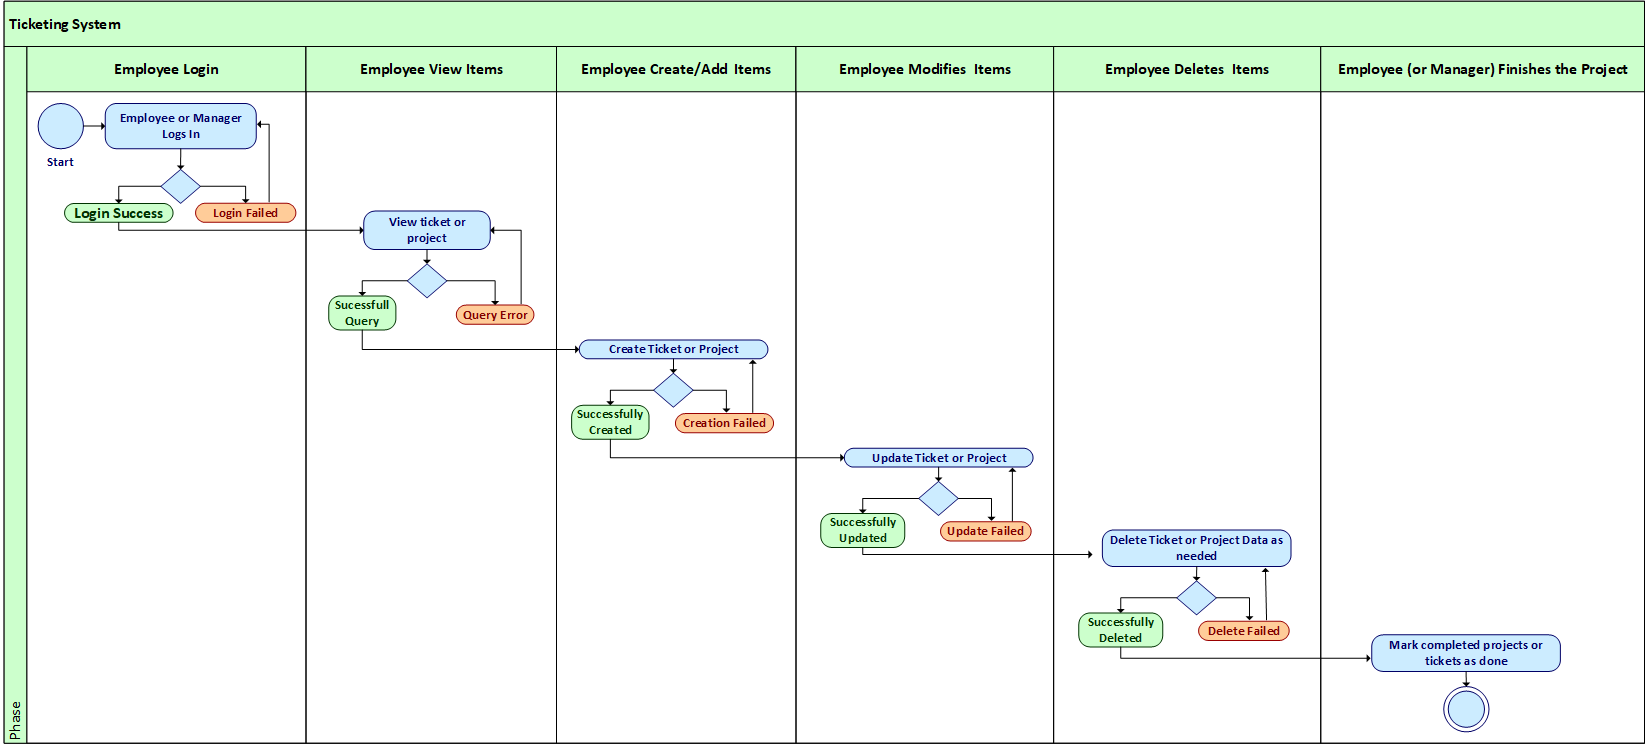 Ticketing System
Employee Login
Employee View Items
Employee Create/Add Items
Employee Modifies Items
Employee Deletes Items
Employee (or Manager) Finishes the Project
Employee or Manager
Logs In
Start
Login Success
Login Failed
View ticket or
project
Sucessfull
Query
Query Error
Create Ticket or Project
Successfully
Created
Creation Failed
Update Ticket or Project
Successfully
Updated
Update Failed
Delete Ticket or Project Data as
needed
Successfully
Deleted
Delete Failed
Mark completed projects or
tickets as done
Phase